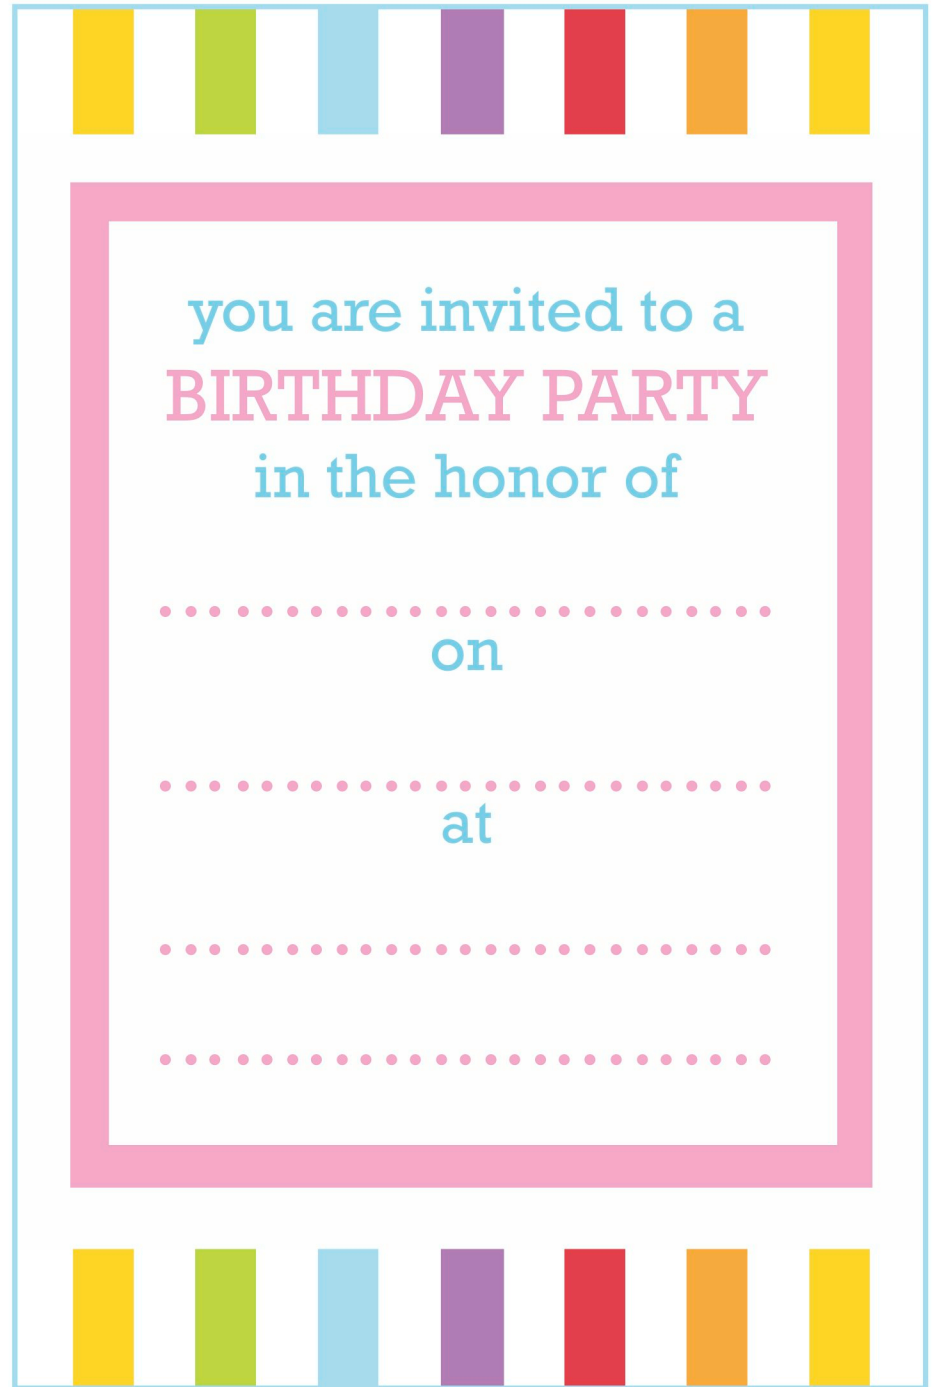 you are invited to a
BIRTHDAY PARTY
in the honor of
on
at